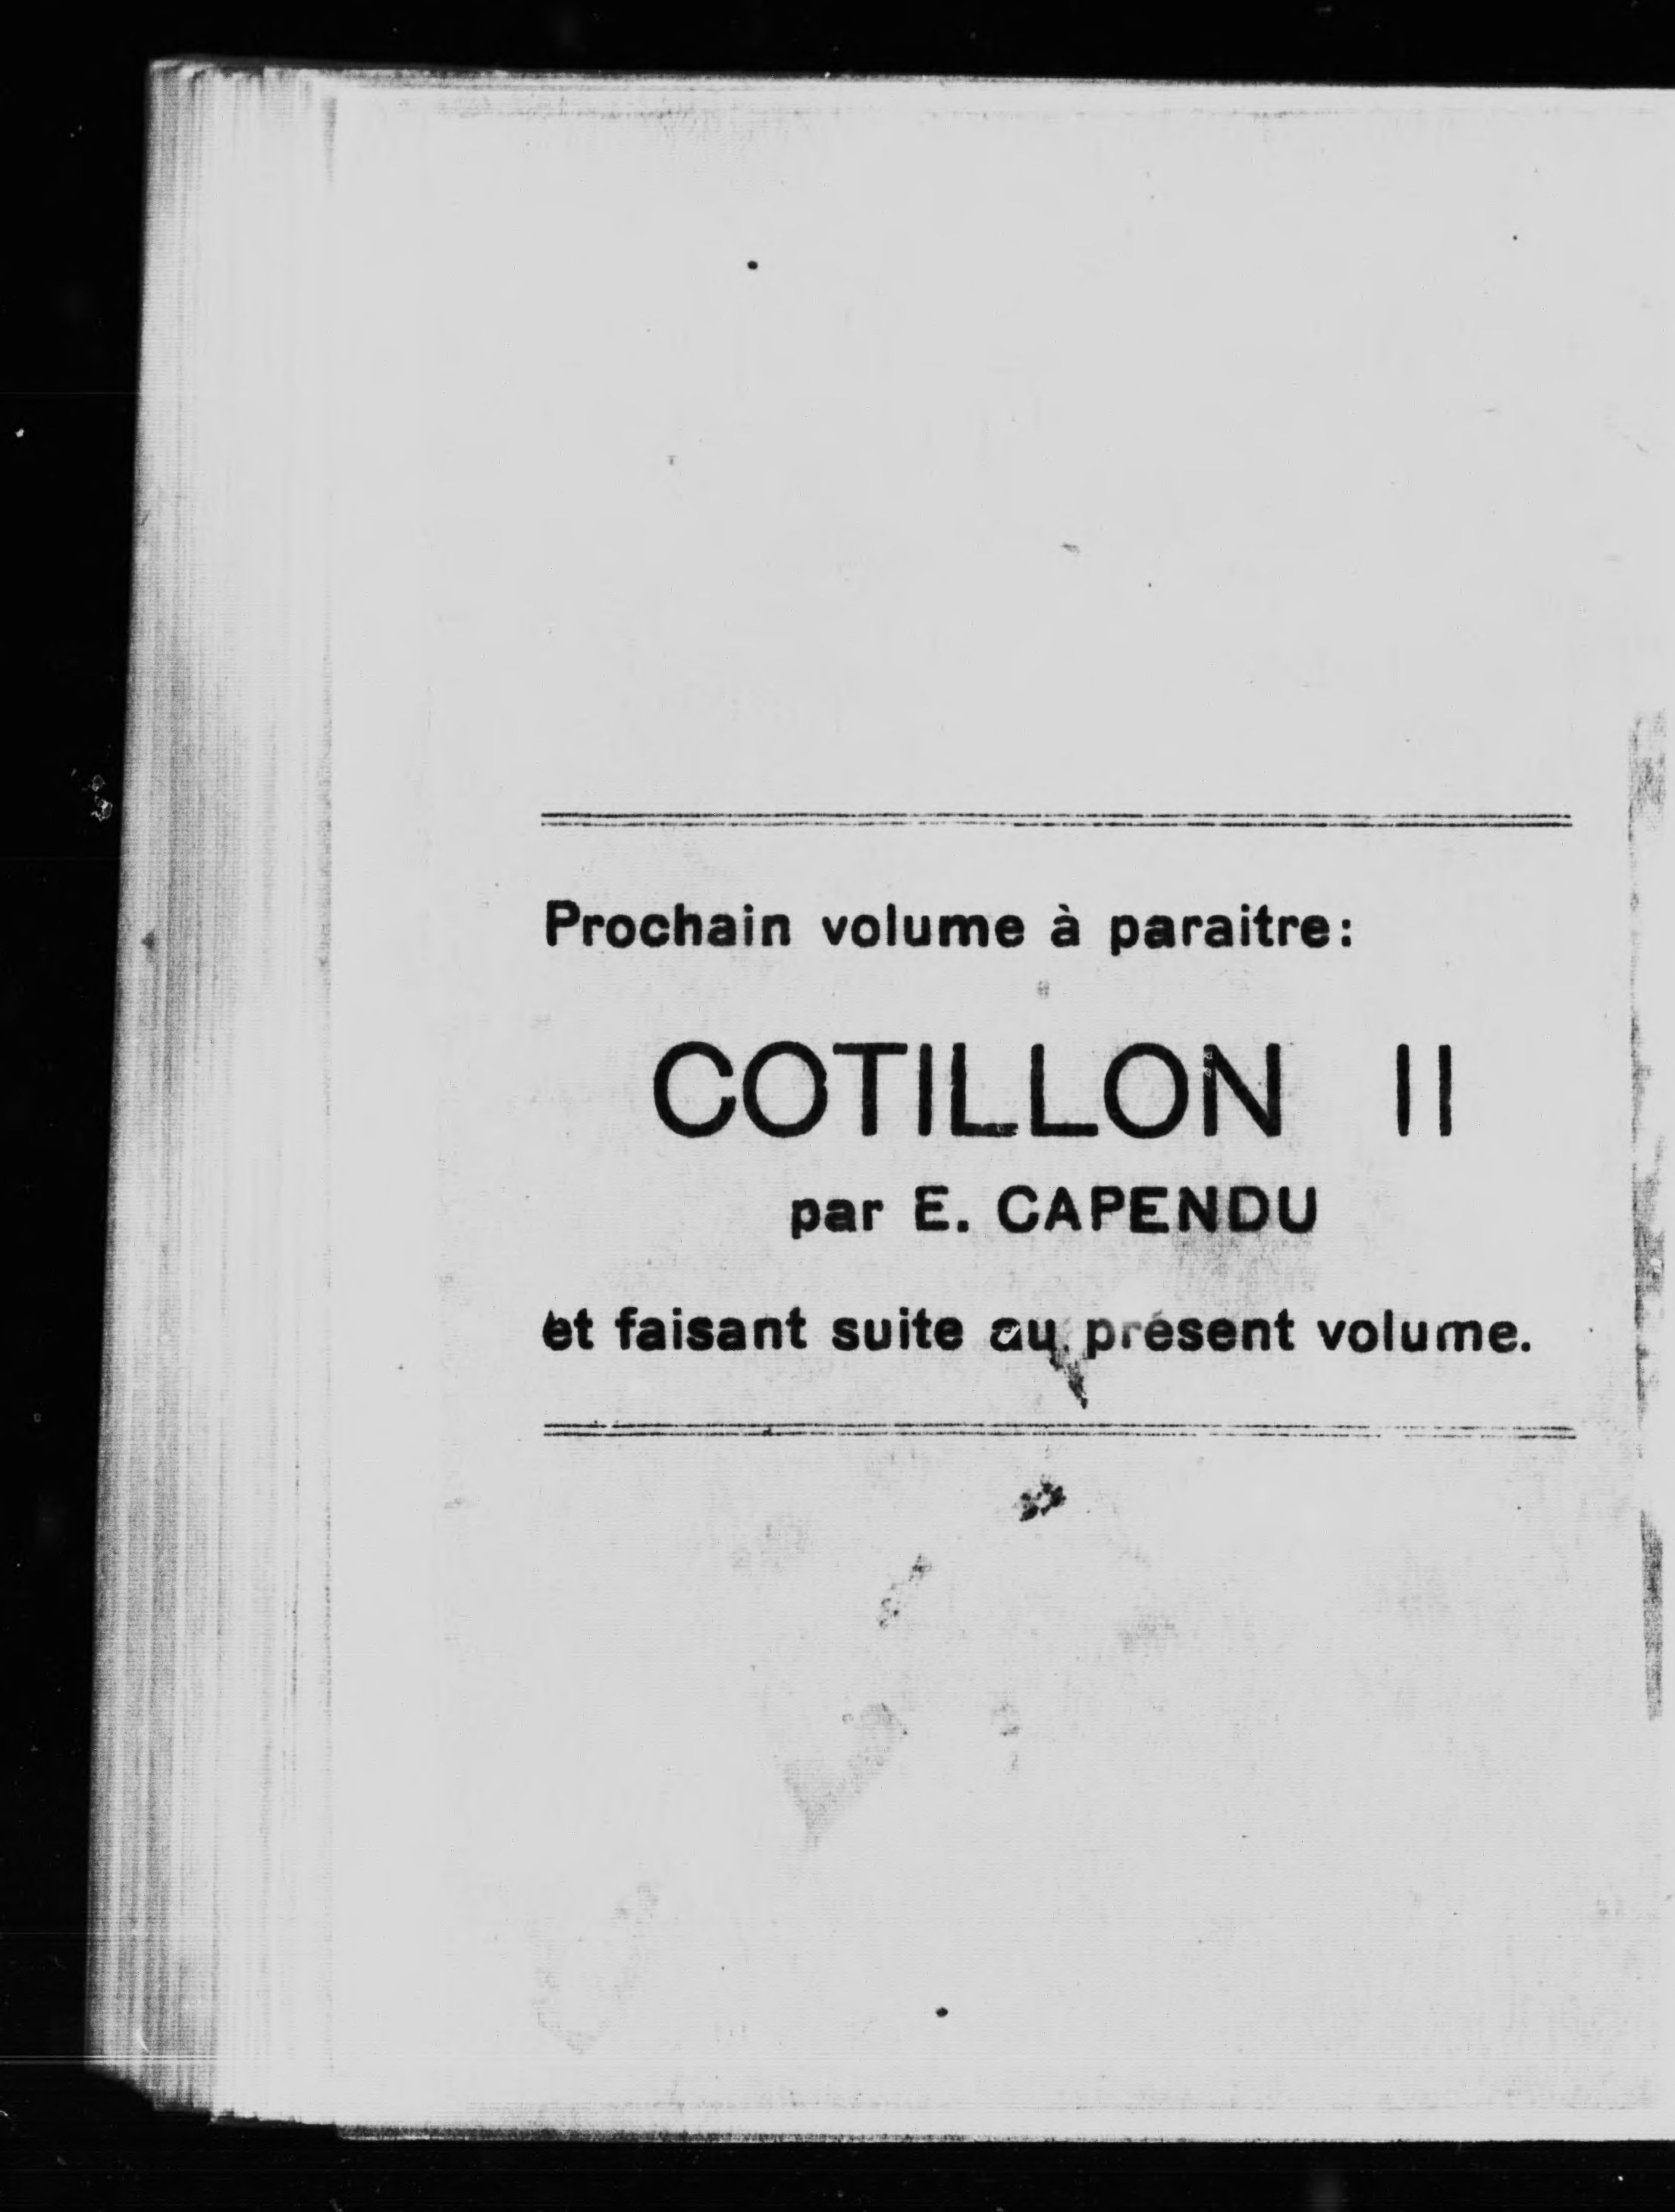 Prochain volume à paraitre:
COTILLON II
par E. CAPENDU
et faisant suite au présent volume.